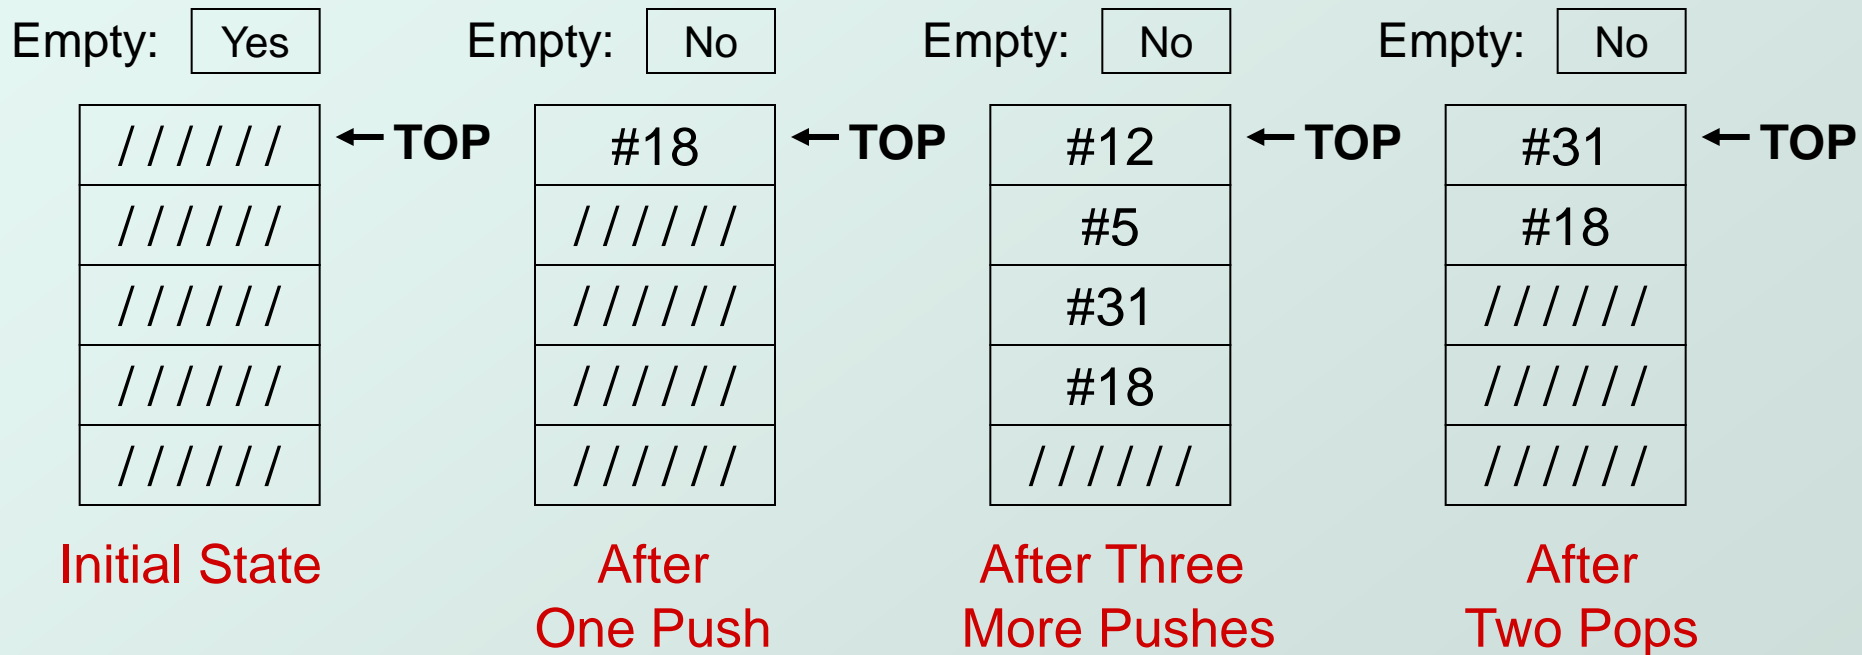 Empty: Yes Empty: No Empty: No Empty: No
////// ← TOP #18 ← TOP #12 ← TOP #31 ← TOP
////// ////// #5 #18
////// ////// #31 //////
////// ////// #18 //////
////// ////// ////// //////
Initial State After After Three After
One Push More Pushes Two Pops